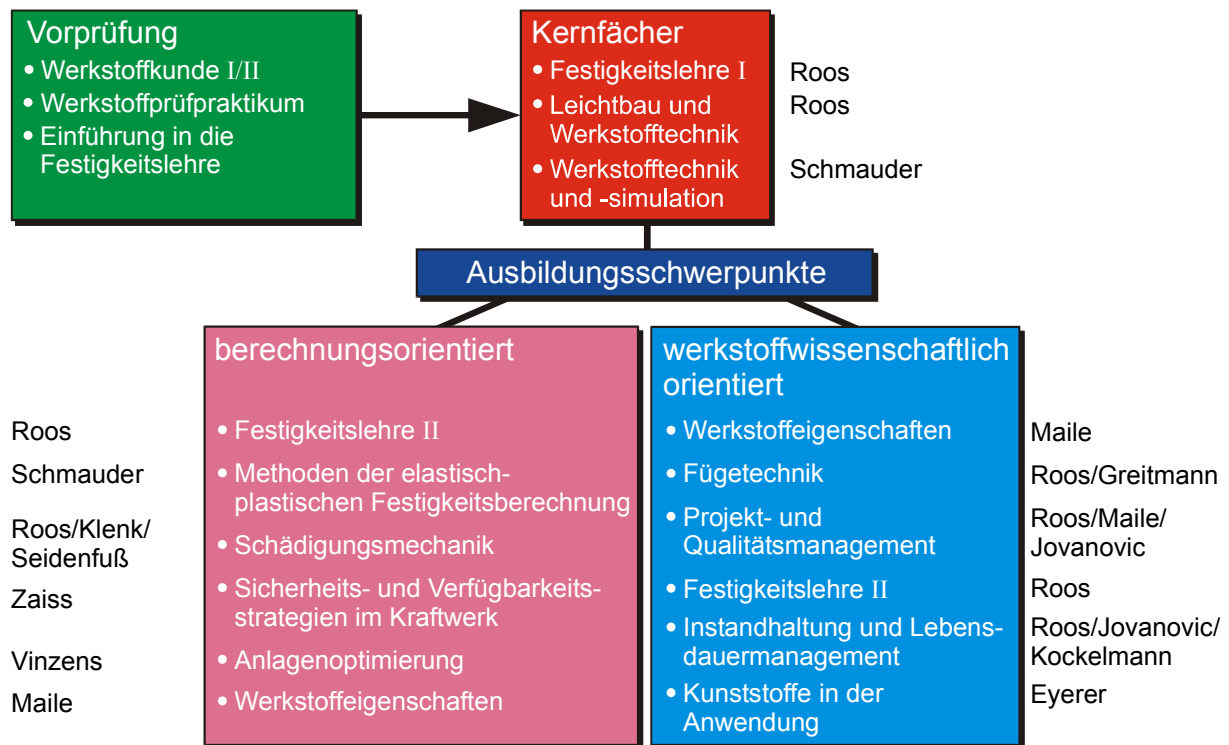 Vorprüfung
• Werkstoffkunde I/II
• Werkstoffprüfpraktikum
• Einführung in die
Festigkeitslehre
Kernfächer
• Festigkeitslehre I
• Leichtbau und
Werkstofftechnik
• Werkstofftechnik
und -simulation
Roos
Roos
Schmauder
Ausbildungsschwerpunkte
berechnungsorientiert
Roos
• Festigkeitslehre II
Schmauder
• Methoden der elastisch-
plastischen Festigkeitsberechnung
Roos/Klenk/
Seidenfuß
• Schädigungsmechanik
Zaiss
• Sicherheits- und Verfügbarkeits-
strategien im Kraftwerk
Vinzens
• Anlagenoptimierung
Maile
• Werkstoffeigenschaften
werkstoffwissenschaftlich
orientiert
• Werkstoffeigenschaften
Maile
• Fügetechnik
Roos/Greitmann
• Projekt- und
Qualitätsmanagement
Roos/Maile/
Jovanovic
• Festigkeitslehre II
Roos
• Instandhaltung und Lebens-
dauermanagement
Roos/Jovanovic/
Kockelmann
• Kunststoffe in der
Anwendung
Eyerer